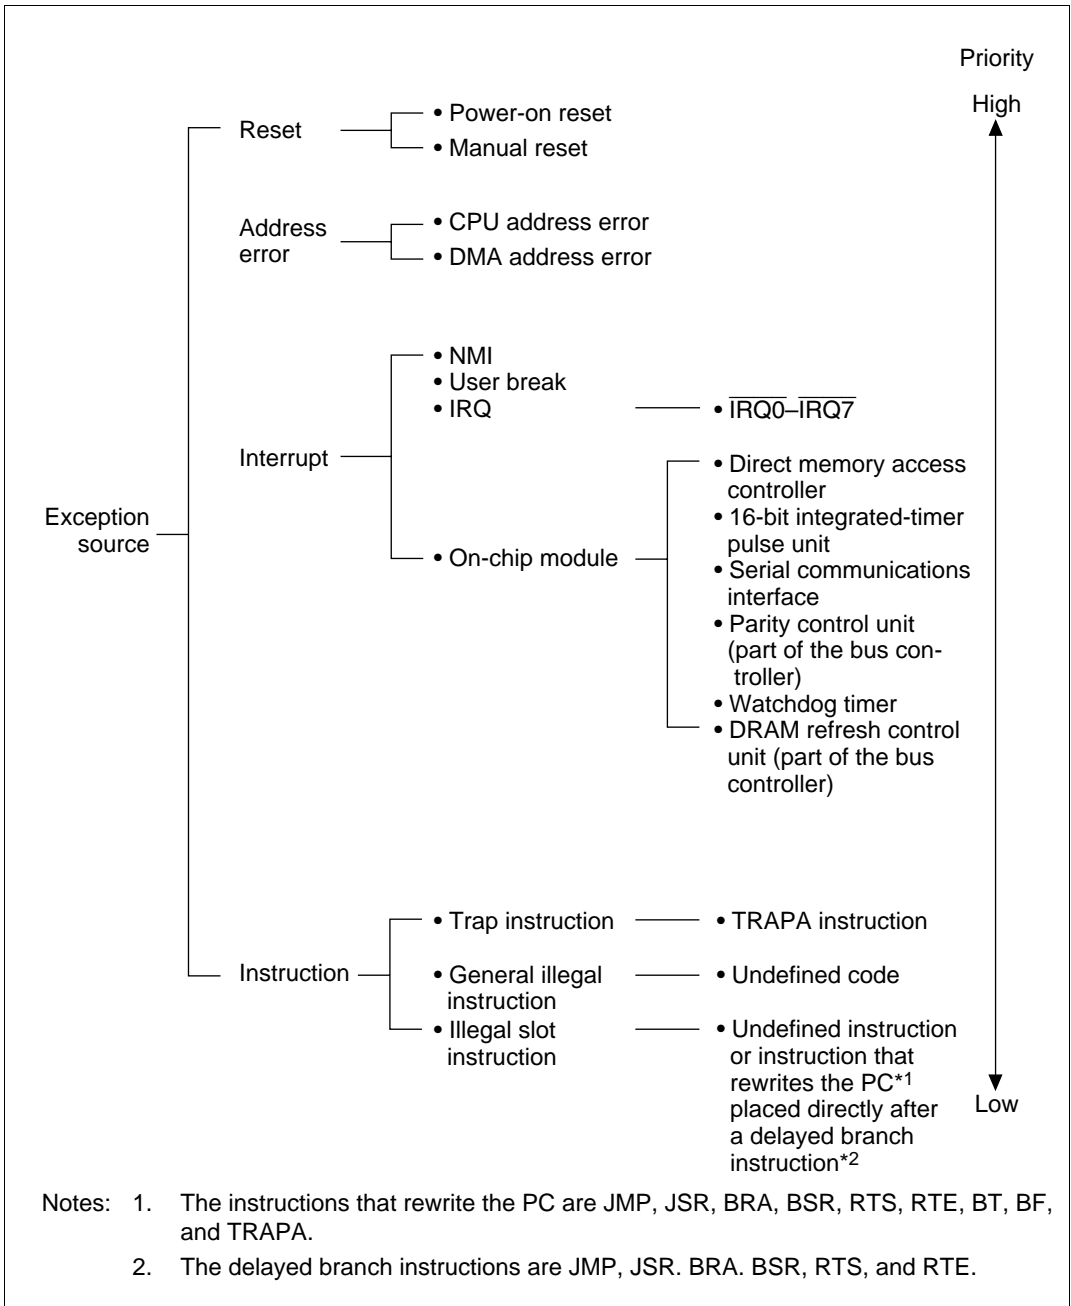 Priority
High
Reset
• Power-on reset
• Manual reset
Address
error
• CPU address error
• DMA address error
Interrupt
• NMI
• User break
• IRQ
• IRQ0–IRQ7
• On-chip module
• Direct memory access
controller
• 16-bit integrated-timer
pulse unit
• Serial communications
interface
• Parity control unit
(part of the bus con-
troller)
• Watchdog timer
• DRAM refresh control
unit (part of the bus
controller)
Exception
source
Instruction
• Trap instruction
• TRAPA instruction
• General illegal
instruction
• Undefined code
• Illegal slot
instruction
• Undefined instruction
or instruction that
rewrites the PC*1
placed directly after
a delayed branch
instruction*2
Low
Notes: 1. The instructions that rewrite the PC are JMP, JSR, BRA, BSR, RTS, RTE, BT, BF,
and TRAPA.
2. The delayed branch instructions are JMP, JSR. BRA. BSR, RTS, and RTE.